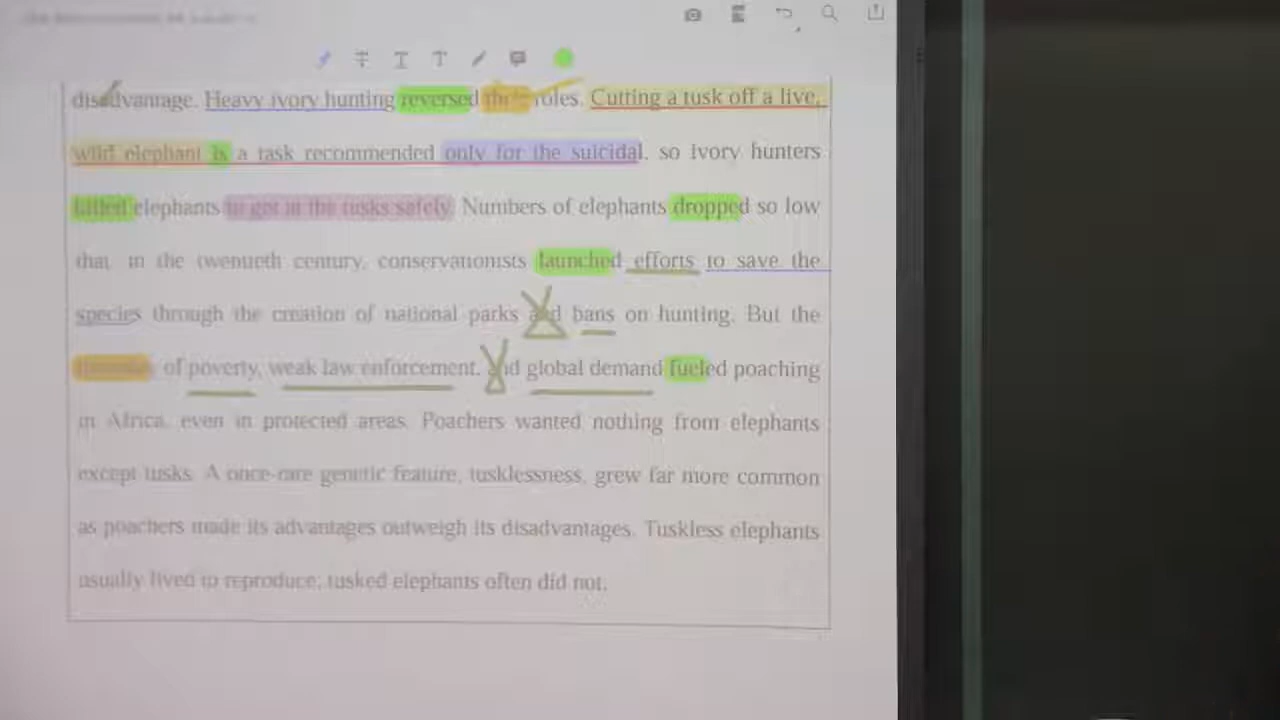 disadvantage. Heavy ivory hunting reversed roles. Cutting a tusk off a live,
wild elephant is a task recommended only for the suicidal, so ivory hunters
killed elephants to get at the tusks safely. Numbers of elephants dropped so low
that, in the twentieth century, conservationists launched efforts to save the
species through the creation of national parks and bans on hunting. But the
of poverty, weak law enforcement, and global demand fueled poaching
in Africa, even in protected areas. Poachers wanted nothing from elephants
except tusks. A once-rare genetic feature, tusklessness, grew far more common
as poachers made its advantages outweigh its disadvantages. Tuskless elephants
usually lived to reproduce; tusked elephants often did not.